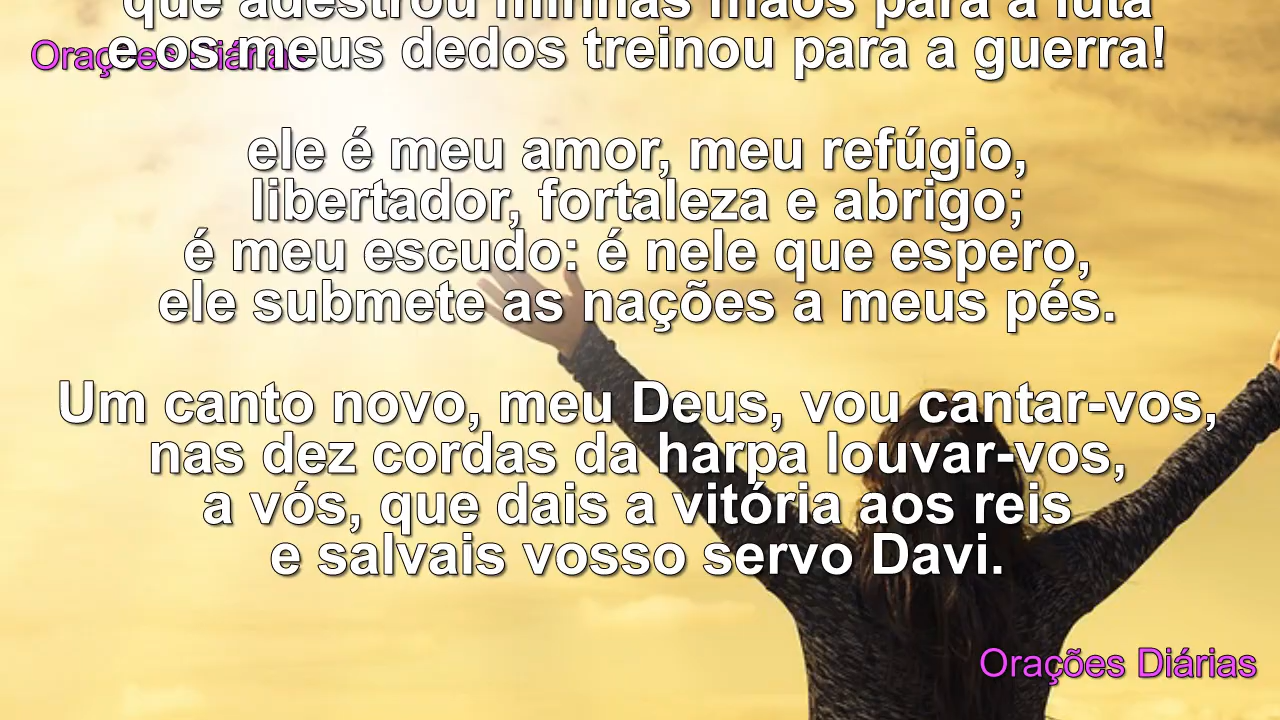 que adestrou minhas mãos para a luta
e os meus dedos treinou para a guerra!
Orações Diárias
ele é meu amor, meu refúgio,
libertador, fortaleza e abrigo;
é meu escudo: é nele que espero,
ele submete as nações a meus pés.
Um canto novo, meu Deus, vou cantar-vos,
nas dez cordas da harpa louvar-vos,
a vós, que dais a vitória aos reis
e salvais vosso servo Davi.
Orações Diárias